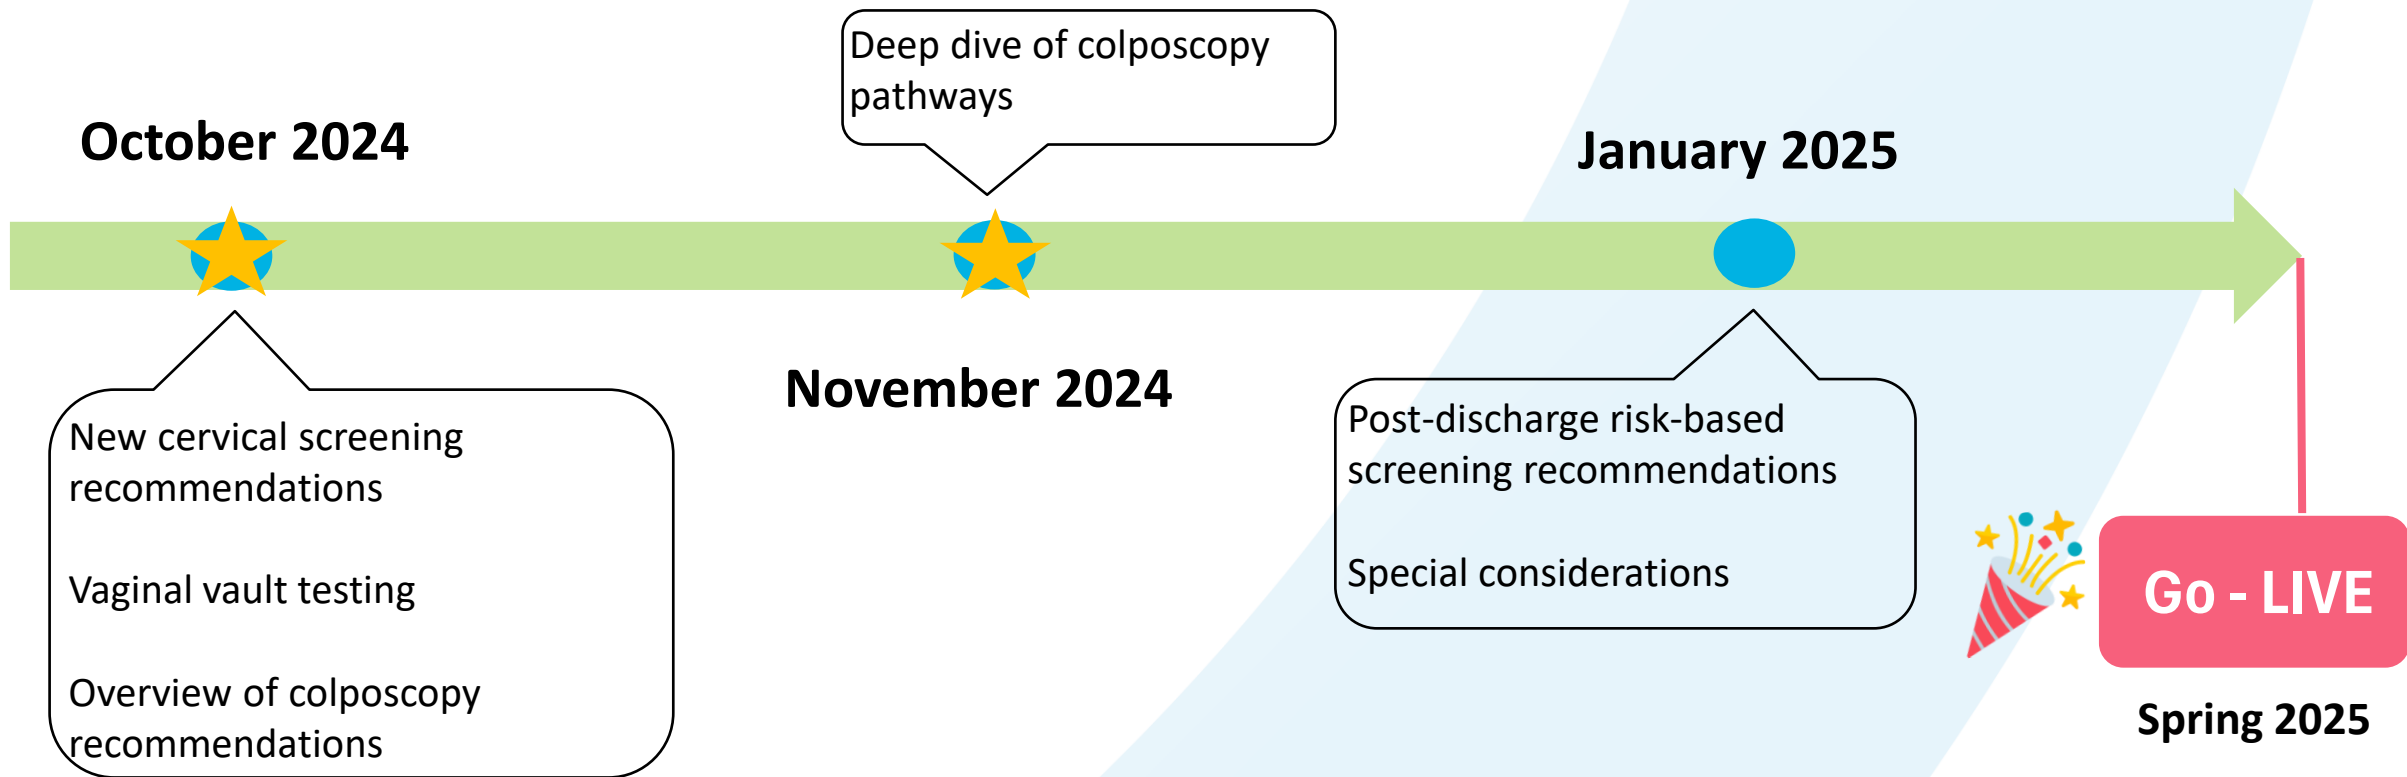 Deep dive of colposcopy
pathways
October 2024
January 2025
November 2024
New cervical screening
recommendations
Vaginal vault testing
Overview of colposcopy
recommendations
Post-discharge risk-based
screening recommendations
Special considerations
Go - LIVE
Spring 2025